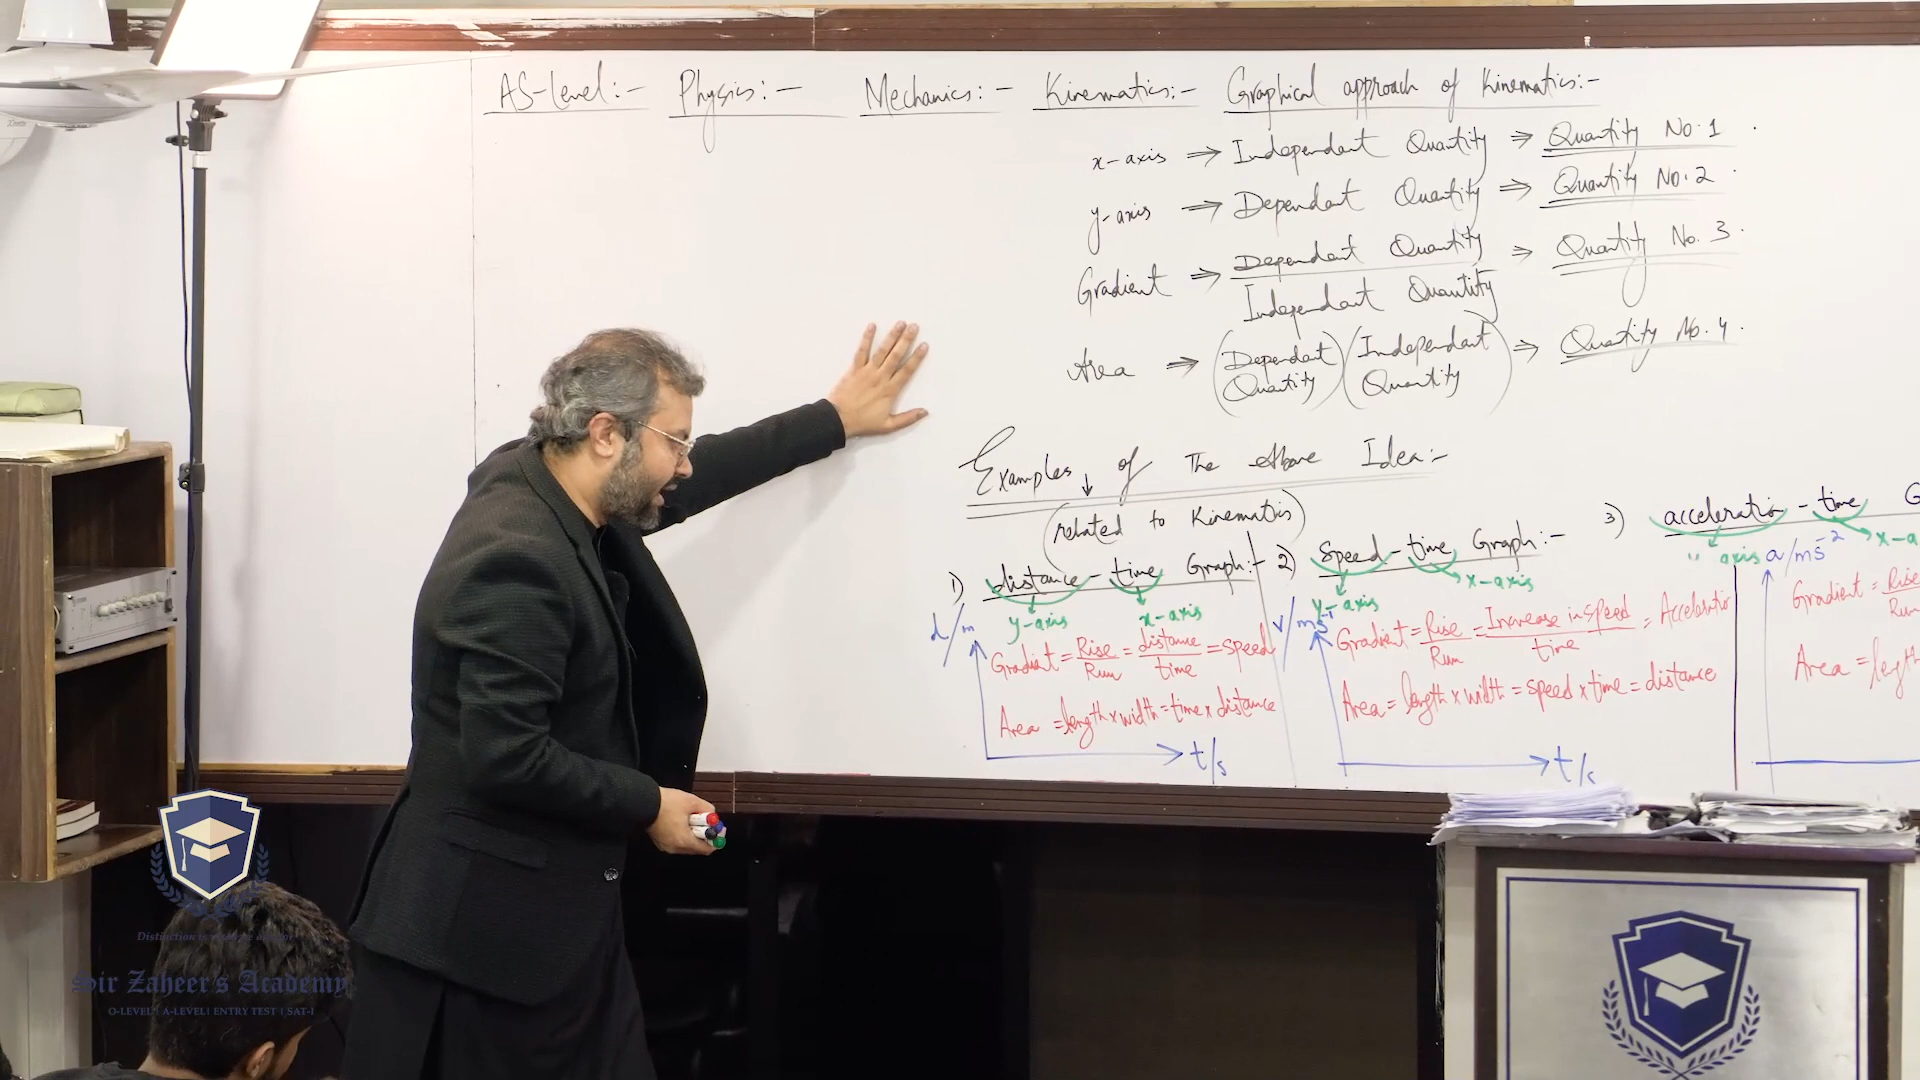 AS-Level:- Physics:- Mechanics:- Kinematics:- Graphical approach of Kinematics:-
x-axis ⇒ Independant Quantity ⇒ Quantity No. 1
y-axis ⇒ Dependant Quantity ⇒ Quantity No. 2
Gradient ⇒ Dependant Quantity ⇒ Quantity No. 3
Independant Quantity
Area ⇒ (Dependant Quantity) (Independant Quantity) ⇒ Quantity No. 4
Examples of The Above Idea:-
(related to Kinematics)
1) distance - time Graph:-
y-axis x-axis
d/m
Gradient = Rise/Run = distance/time = speed
Area = length x width = time x distance
t/s
2) Speed - time Graph:-
y-axis x-axis
v/ms⁻¹
Gradient = Rise/Run = Increase in speed/time = Acceleratio
Area = length x width = speed x time = distance
t/s
3) acceleratio - time G
" axis x-a
a/ms⁻²
Gradient = Rise/Run
Area = length
Sir Zaheer's Academy
O-LEVEL | A-LEVEL | ENTRY TEST | SAT-I